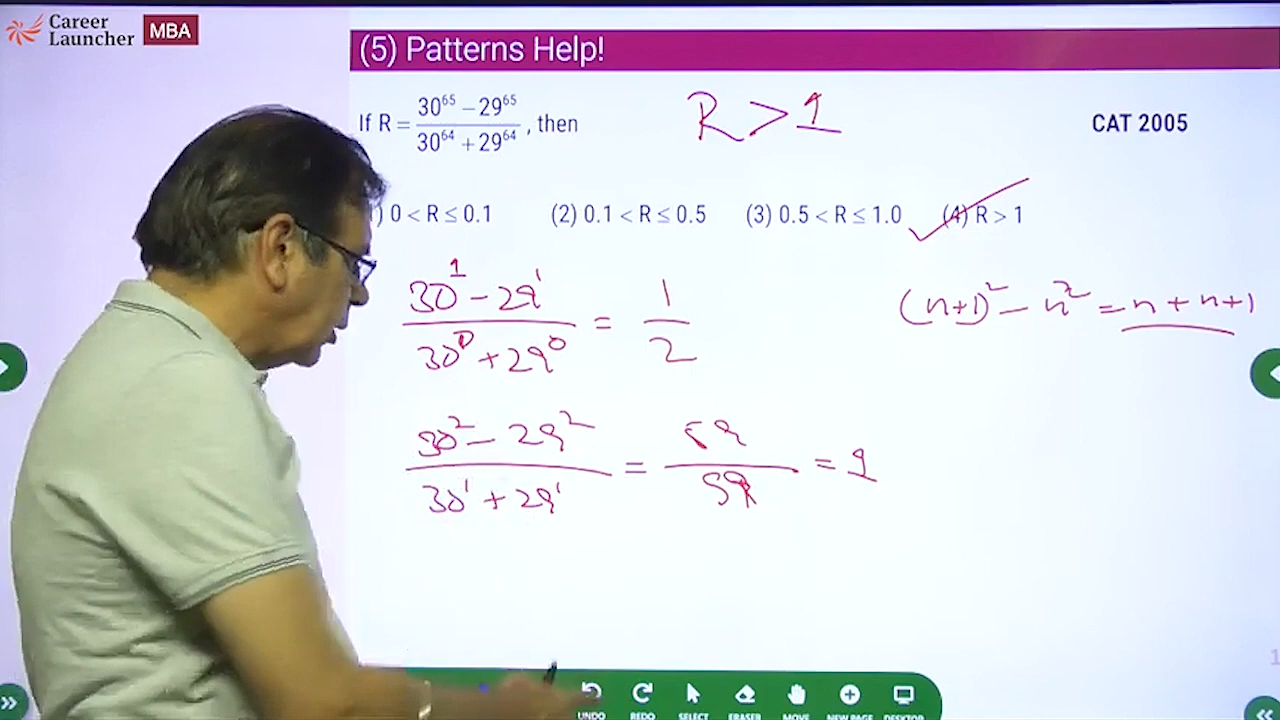 Career
Launcher MBA
(5) Patterns Help!
If R = (30^65 − 29^65) / (30^64 + 29^64), then
R > 1
CAT 2005
) 0 < R ≤ 0.1 (2) 0.1 < R ≤ 0.5 (3) 0.5 < R ≤ 1.0 (4) R > 1
(30^1 − 29^1) / (30^0 + 29^0) = 1/2
(n+1)^2 − n^2 = n + n+1
(30^2 − 29^2) / (30^1 + 29^1) = 59/59 = 1
1
UNDO REDO SELECT ERASER MOVE NEW PAGE DESKTOP